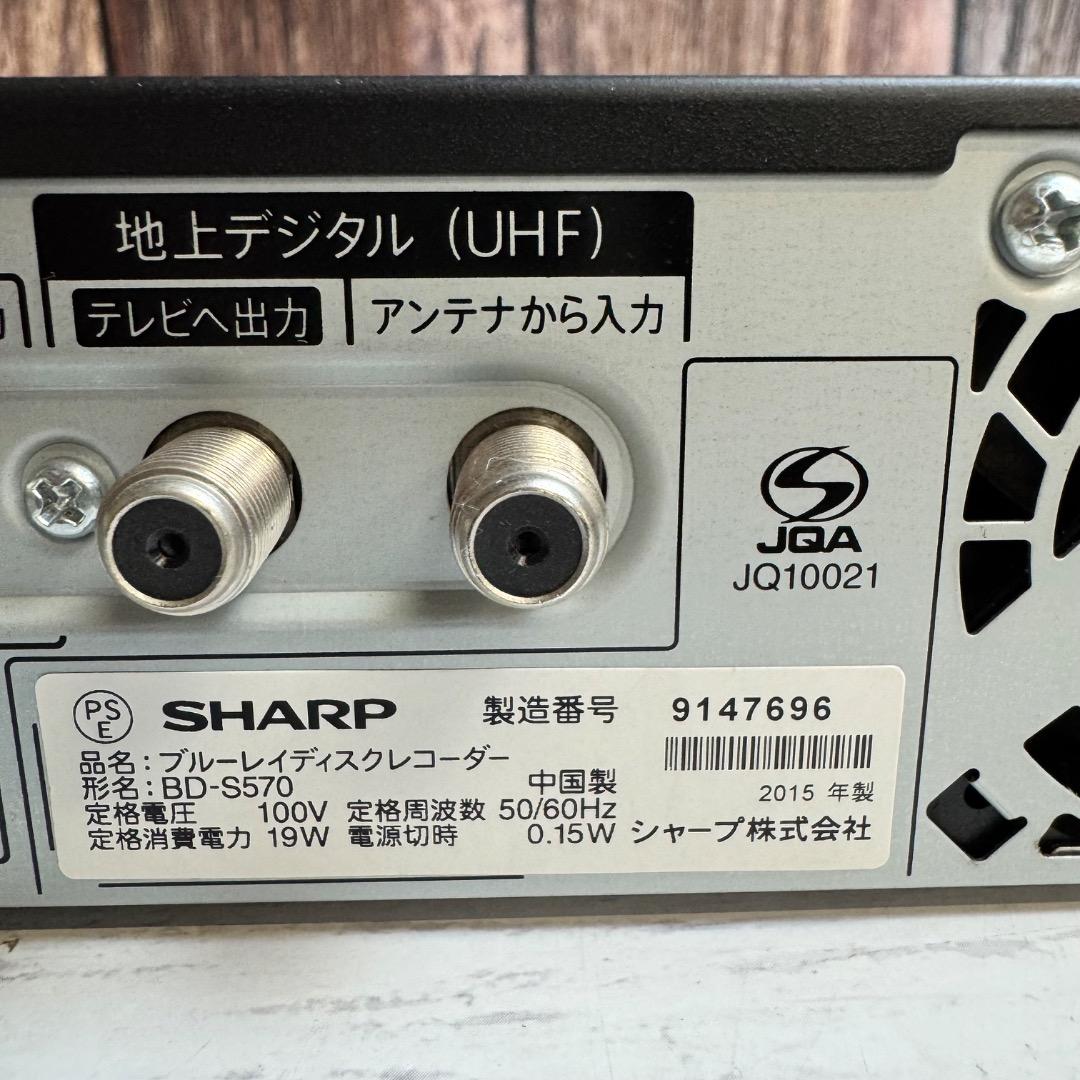 地上デジタル（UHF）
テレビへ出力 アンテナから入力
JQA
JQ10021
PSE SHARP 製造番号 9147696
品名：ブルーレイディスクレコーダー
形名：BD-S570 中国製
2015 年製
定格電圧 100V 定格周波数 50/60Hz
定格消費電力 19W 電源切時 0.15W シャープ株式会社